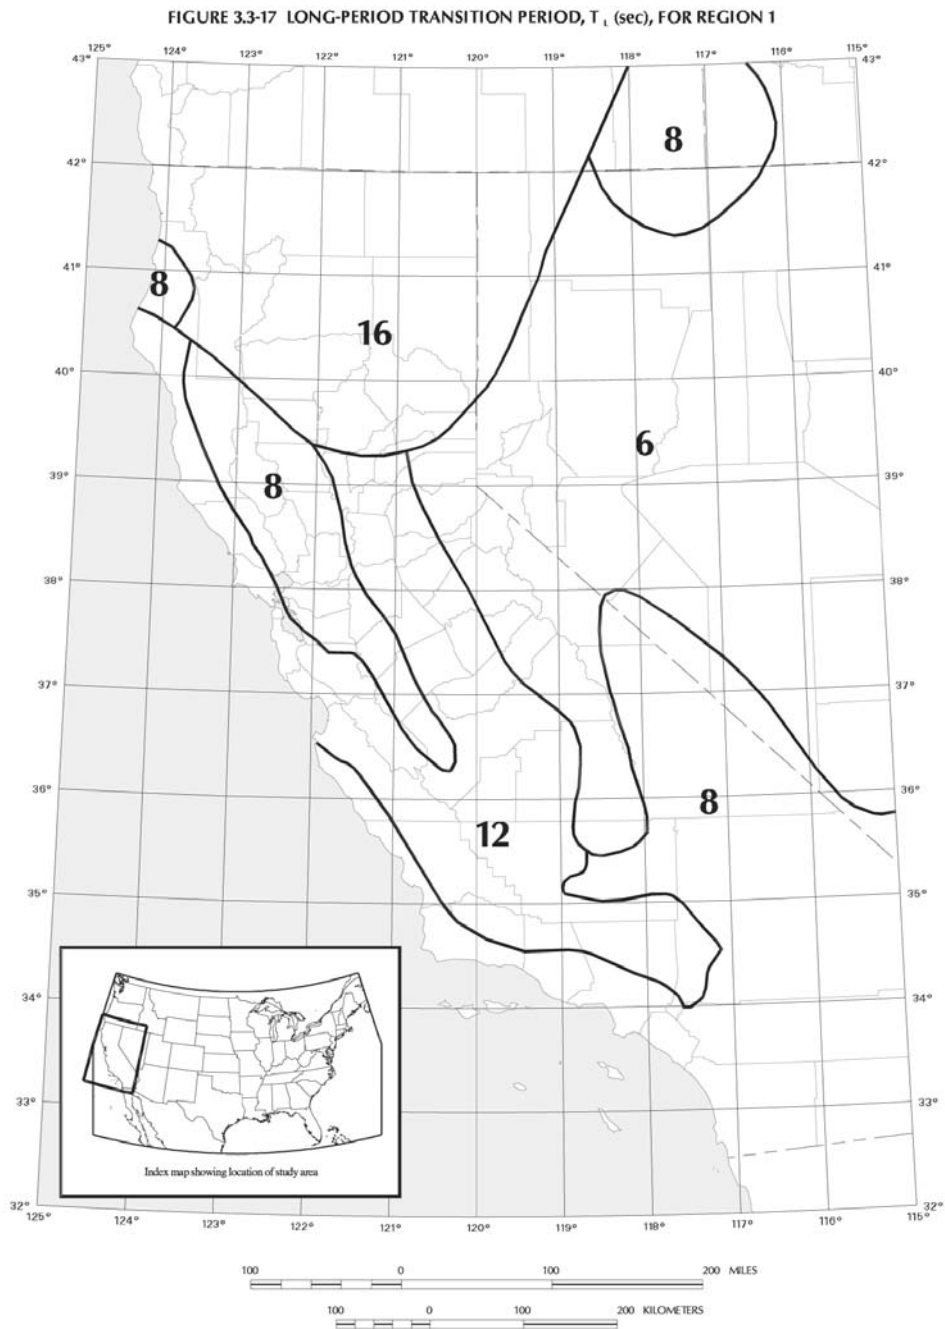 FIGURE 3.3-17 LONG-PERIOD TRANSITION PERIOD, T L (sec), FOR REGION 1
125° 124° 123° 122° 121° 120° 119° 118° 117° 116° 115°
43° 43°
8
42° 42°
41° 41°
8
16
40° 40°
6
39° 39°
8
38° 38°
37° 37°
36° 8 36°
12
35° 35°
34° 34°
33° 33°
Index map showing location of study area
32° 32°
125° 124° 123° 122° 121° 120° 119° 118° 117° 116° 115°
100 0 100 200 MILES
100 0 100 200 KILOMETERS